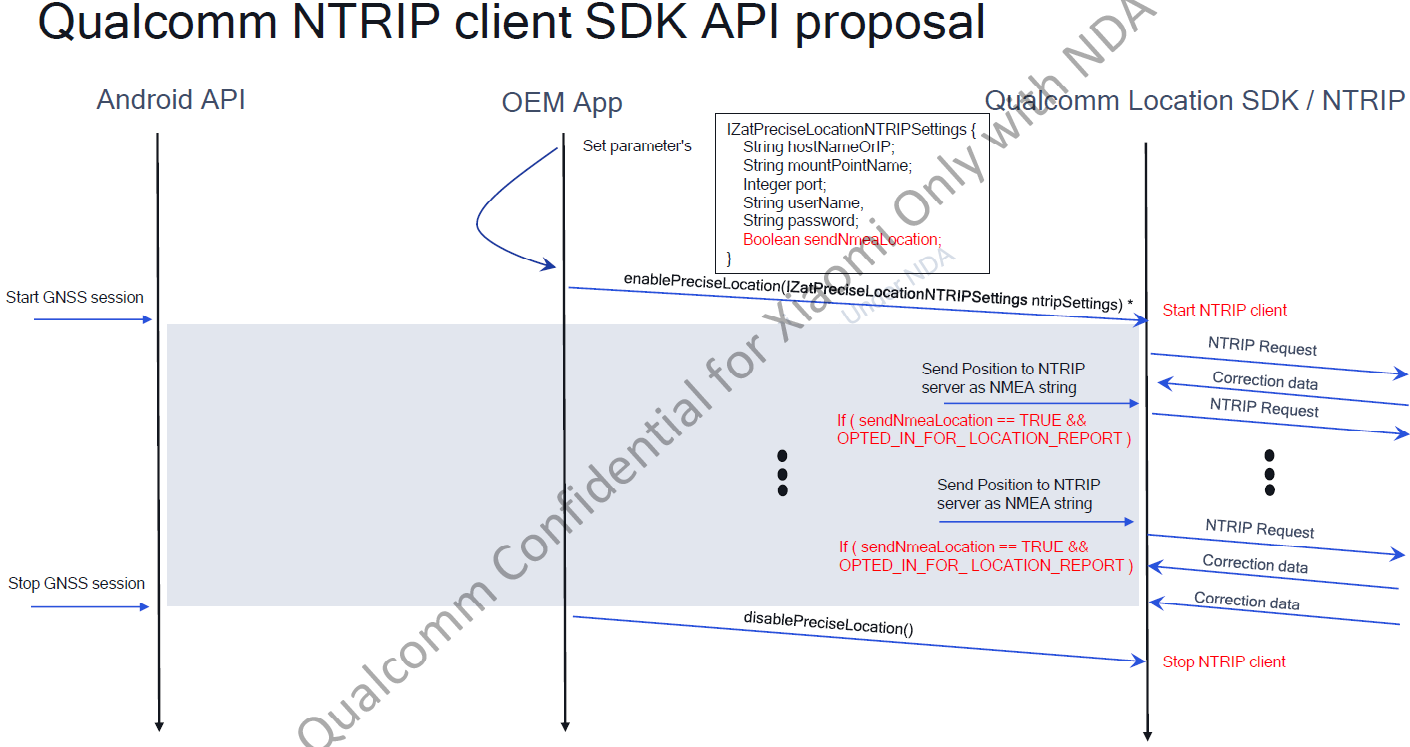 Qualcomm NTRIP client SDK API proposal
Android API
OEM App
Qualcomm Location SDK / NTRIP
Set parameter's
IZatPreciseLocationNTRIPSettings {
String hostNameOrIP;
String mountPointName;
Integer port;
String userName,
String password;
Boolean sendNmeaLocation;
}
enablePreciseLocation(IZatPreciseLocationNTRIPSettings ntripSettings) *
Start GNSS session
Start NTRIP client
NTRIP Request
Correction data
NTRIP Request
Send Position to NTRIP
server as NMEA string
If ( sendNmeaLocation == TRUE &&
OPTED_IN_FOR_ LOCATION_REPORT )
Send Position to NTRIP
server as NMEA string
If ( sendNmeaLocation == TRUE &&
OPTED_IN_FOR_ LOCATION_REPORT )
NTRIP Request
Correction data
Correction data
Stop GNSS session
disablePreciseLocation()
Stop NTRIP client
Qualcomm Confidential for Xiaomi Only with NDA
Under NDA